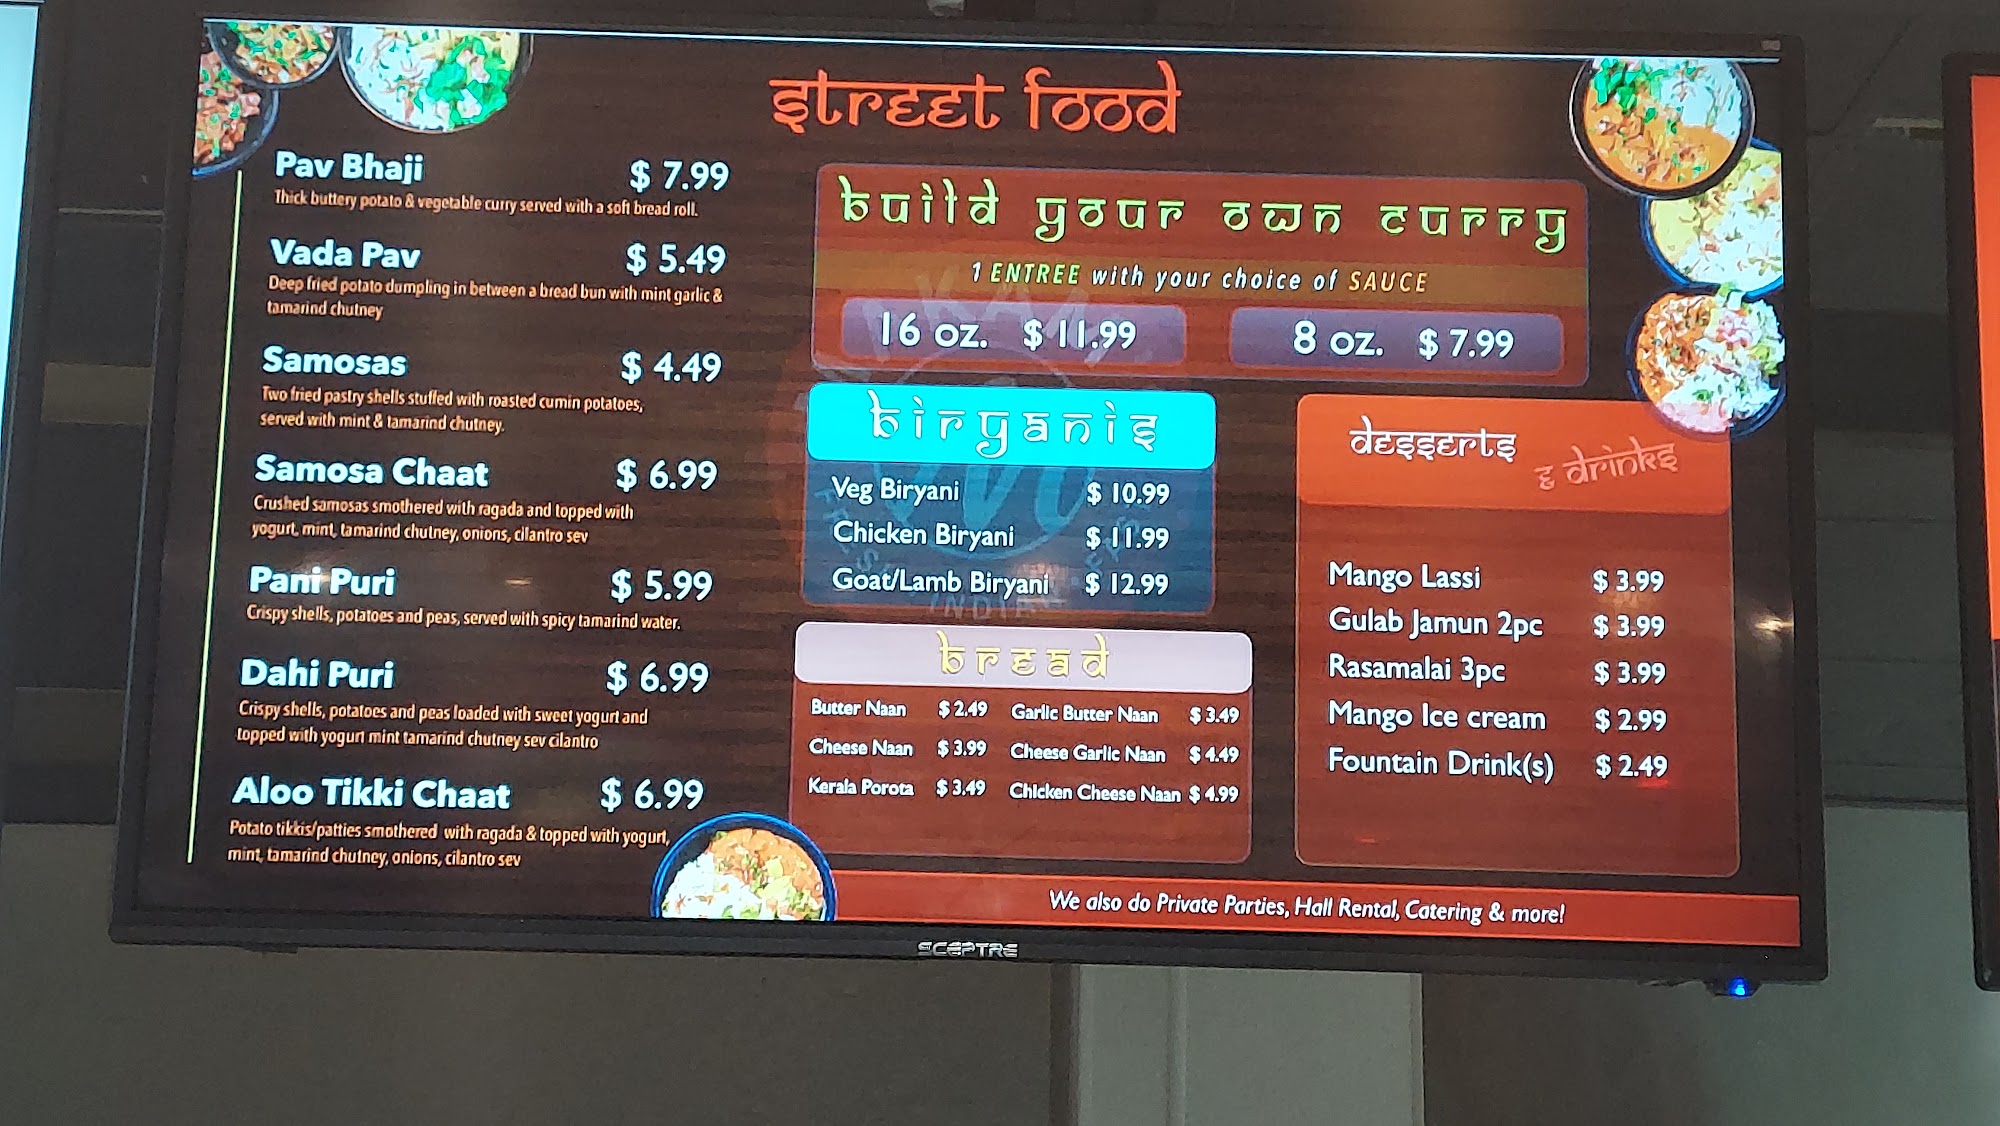 street food
Pav Bhaji $ 7.99
Thick buttery potato & vegetable curry served with a soft bread roll.
Vada Pav $ 5.49
Deep fried potato dumpling in between a bread bun with mint garlic &
tamarind chutney
Samosas $ 4.49
Two fried pastry shells stuffed with roasted cumin potatoes,
served with mint & tamarind chutney.
Samosa Chaat $ 6.99
Crushed samosas smothered with ragada and topped with
yogurt, mint, tamarind chutney, onions, cilantro sev
Pani Puri $ 5.99
Crispy shells, potatoes and peas, served with spicy tamarind water.
Dahi Puri $ 6.99
Crispy shells, potatoes and peas loaded with sweet yogurt and
topped with yogurt mint tamarind chutney sev cilantro
Aloo Tikki Chaat $ 6.99
Potato tikkis/patties smothered with ragada & topped with yogurt,
mint, tamarind chutney, onions, cilantro sev
build your own curry
1 ENTREE with your choice of SAUCE
16 oz. $ 11.99 8 oz. $ 7.99
biryanis
Veg Biryani $ 10.99
Chicken Biryani $ 11.99
Goat/Lamb Biryani $ 12.99
bread
Butter Naan $ 2.49 Garlic Butter Naan $ 3.49
Cheese Naan $ 3.99 Cheese Garlic Naan $ 4.49
Kerala Porota $ 3.49 Chicken Cheese Naan $ 4.99
desserts
& drinks
Mango Lassi $ 3.99
Gulab Jamun 2pc $ 3.99
Rasamalai 3pc $ 3.99
Mango Ice cream $ 2.99
Fountain Drink(s) $ 2.49
We also do Private Parties, Hall Rental, Catering & more!
SCEPTRE